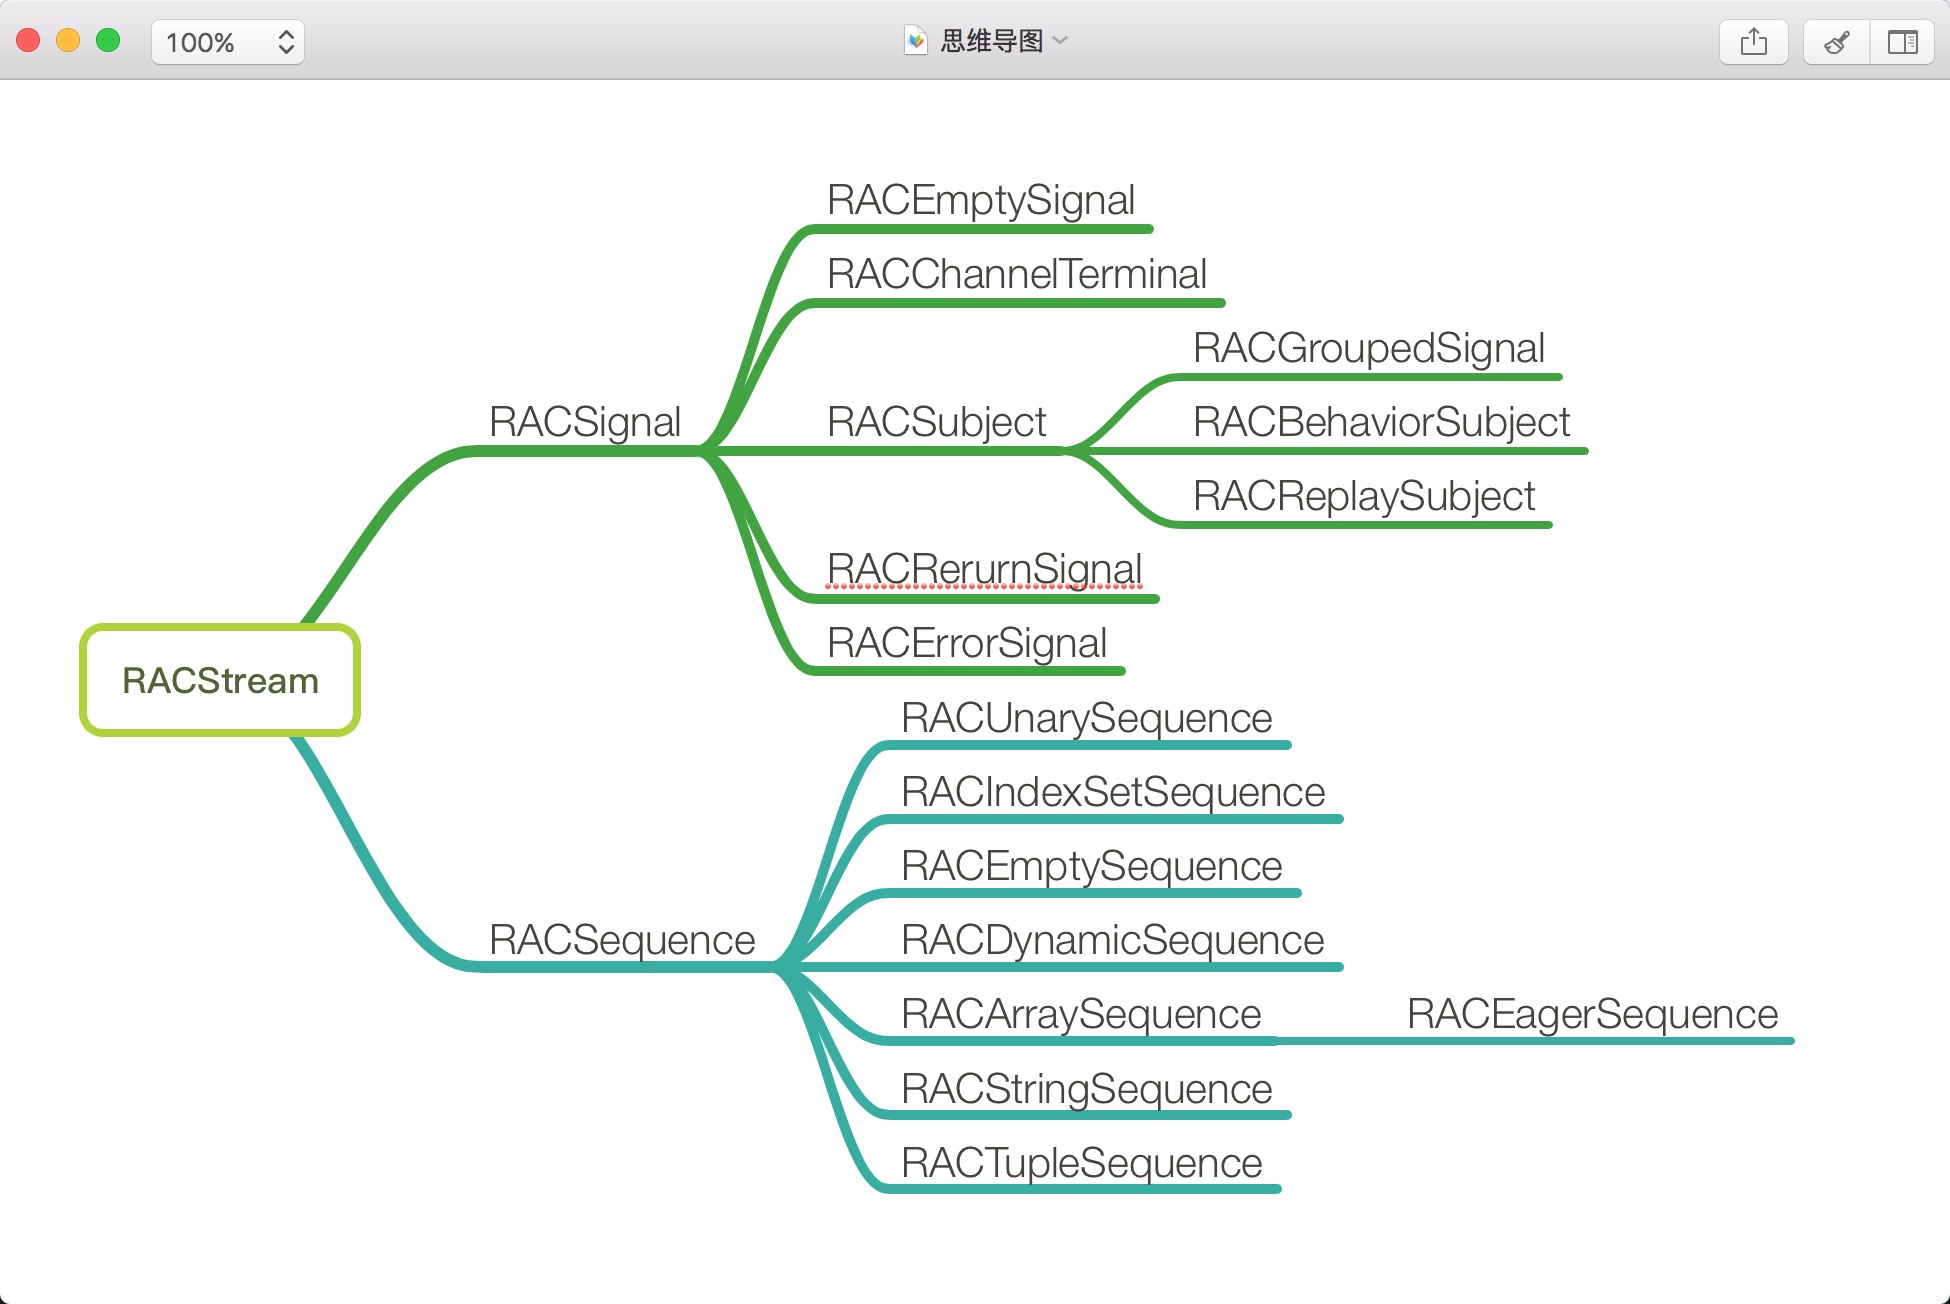 100%
思维导图
RACEmptySignal
RACChannelTerminal
RACGroupedSignal
RACSignal
RACSubject
RACBehaviorSubject
RACReplaySubject
RACRerurnSignal
RACErrorSignal
RACStream
RACUnarySequence
RACIndexSetSequence
RACEmptySequence
RACSequence
RACDynamicSequence
RACArraySequence
RACEagerSequence
RACStringSequence
RACTupleSequence